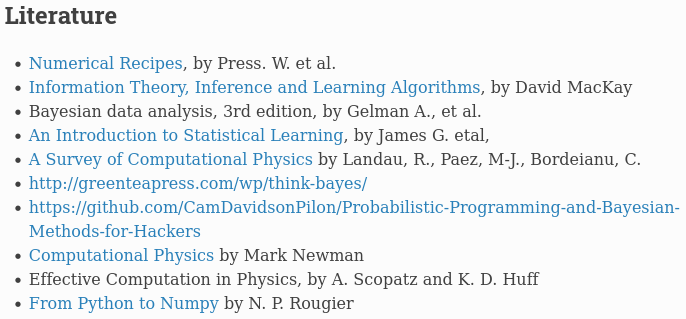 Literature
• Numerical Recipes, by Press. W. et al.
• Information Theory, Inference and Learning Algorithms, by David MacKay
• Bayesian data analysis, 3rd edition, by Gelman A., et al.
• An Introduction to Statistical Learning, by James G. etal,
• A Survey of Computational Physics by Landau, R., Paez, M-J., Bordeianu, C.
• http://greenteapress.com/wp/think-bayes/
• https://github.com/CamDavidsonPilon/Probabilistic-Programming-and-Bayesian-
Methods-for-Hackers
• Computational Physics by Mark Newman
• Effective Computation in Physics, by A. Scopatz and K. D. Huff
• From Python to Numpy by N. P. Rougier